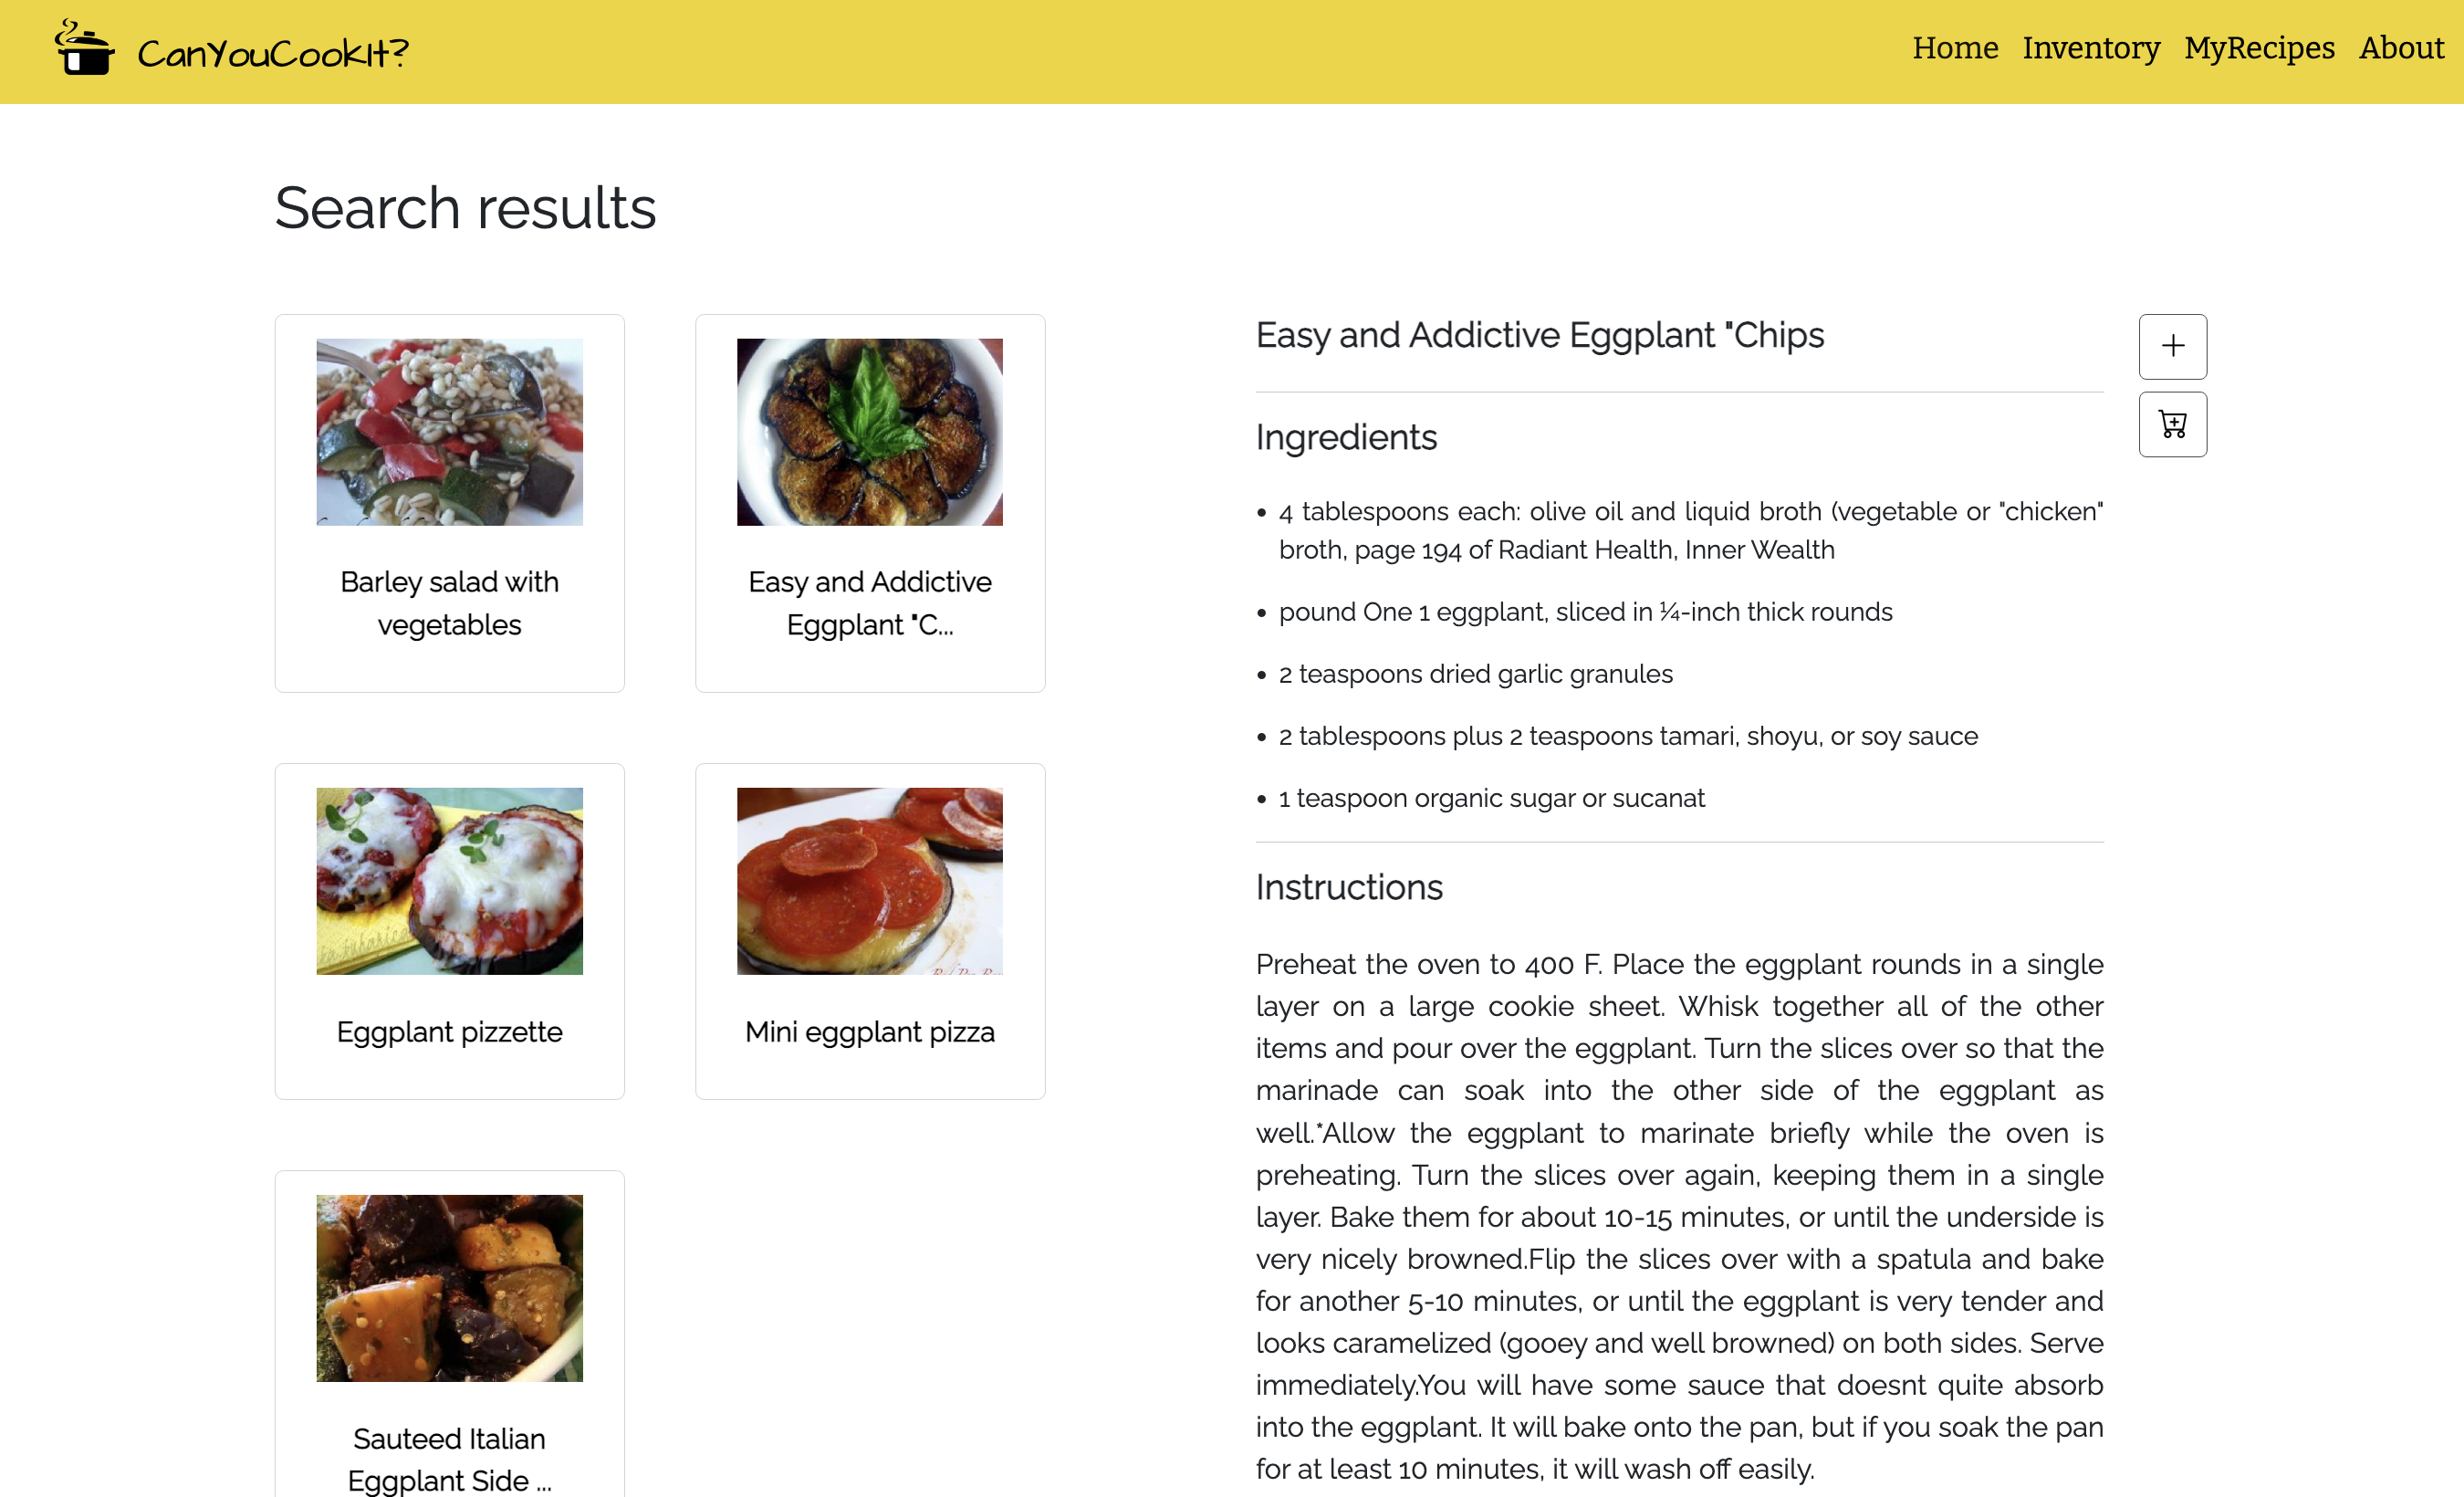 CanYouCookIt?
Home Inventory MyRecipes About
Search results
Barley salad with
vegetables
Easy and Addictive
Eggplant "C...
Eggplant pizzette
Mini eggplant pizza
Sauteed Italian
Eggplant Side ...
Easy and Addictive Eggplant "Chips
Ingredients
• 4 tablespoons each: olive oil and liquid broth (vegetable or "chicken"
broth, page 194 of Radiant Health, Inner Wealth
• pound One 1 eggplant, sliced in ¼-inch thick rounds
• 2 teaspoons dried garlic granules
• 2 tablespoons plus 2 teaspoons tamari, shoyu, or soy sauce
• 1 teaspoon organic sugar or sucanat
Instructions
Preheat the oven to 400 F. Place the eggplant rounds in a single
layer on a large cookie sheet. Whisk together all of the other
items and pour over the eggplant. Turn the slices over so that the
marinade can soak into the other side of the eggplant as
well.*Allow the eggplant to marinate briefly while the oven is
preheating. Turn the slices over again, keeping them in a single
layer. Bake them for about 10-15 minutes, or until the underside is
very nicely browned.Flip the slices over with a spatula and bake
for another 5-10 minutes, or until the eggplant is very tender and
looks caramelized (gooey and well browned) on both sides. Serve
immediately.You will have some sauce that doesnt quite absorb
into the eggplant. It will bake onto the pan, but if you soak the pan
for at least 10 minutes, it will wash off easily.